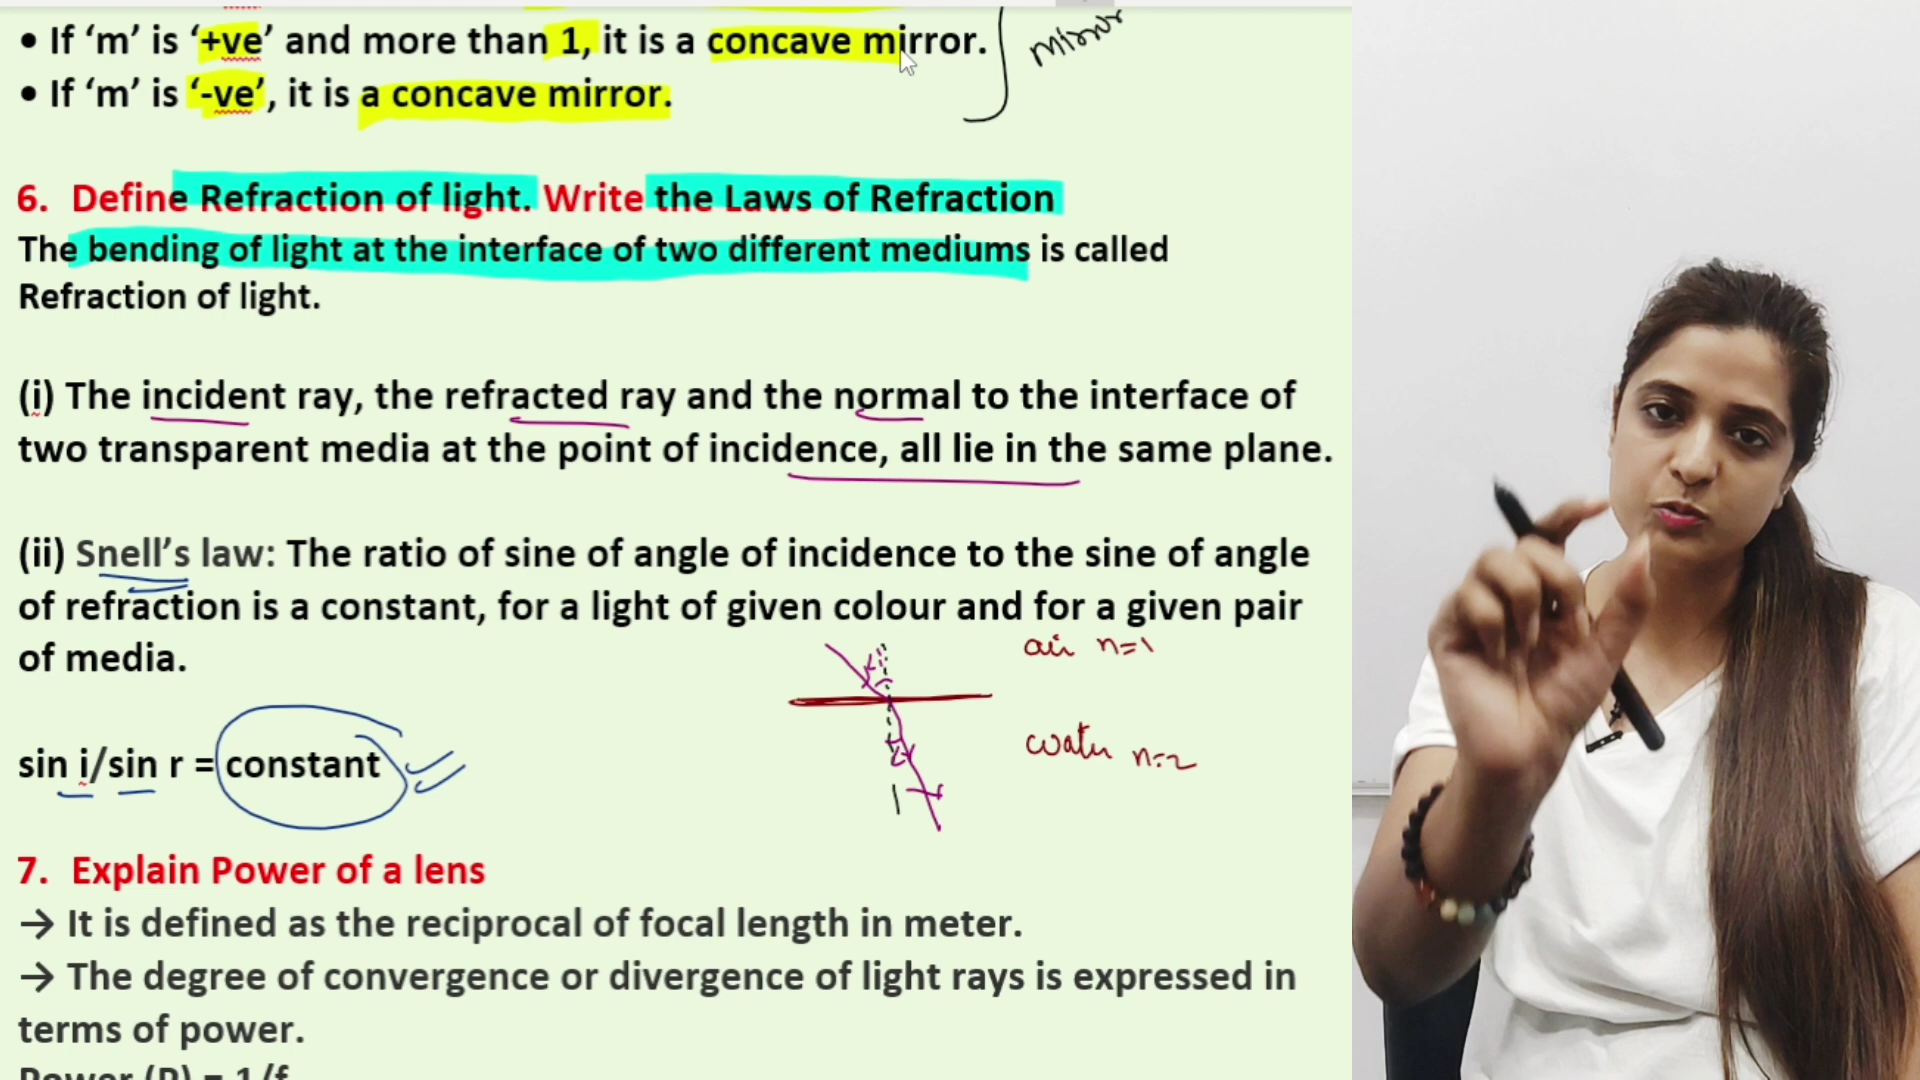 • If ‘m’ is ‘+ve’ and more than 1, it is a concave mirror.
mirror
• If ‘m’ is ‘-ve’, it is a concave mirror.
6. Define Refraction of light. Write the Laws of Refraction
The bending of light at the interface of two different mediums is called
Refraction of light.
(i) The incident ray, the refracted ray and the normal to the interface of
two transparent media at the point of incidence, all lie in the same plane.
(ii) Snell’s law: The ratio of sine of angle of incidence to the sine of angle
of refraction is a constant, for a light of given colour and for a given pair
of media.
air n=1
water n=2
sin i/sin r = constant
7. Explain Power of a lens
→ It is defined as the reciprocal of focal length in meter.
→ The degree of convergence or divergence of light rays is expressed in
terms of power.
Power (P) = 1/f